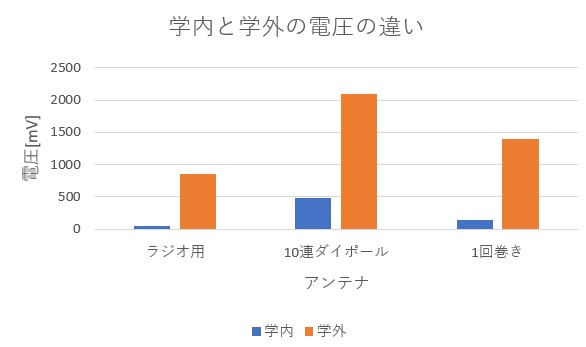 学内と学外の電圧の違い
2500
2000
1500
1000
500
0
電圧[mV]
ラジオ用 10連ダイポール 1回巻き
アンテナ
学内 学外